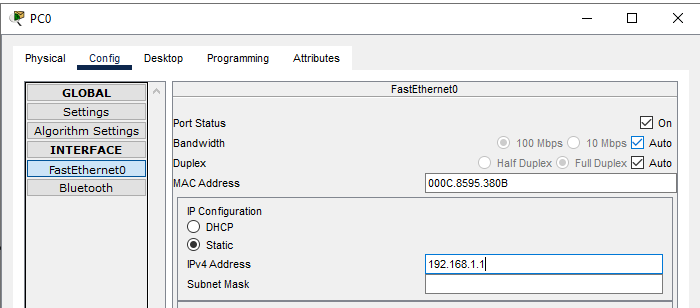 PC0
Physical Config Desktop Programming Attributes
GLOBAL
Settings
Algorithm Settings
INTERFACE
FastEthernet0
Bluetooth
FastEthernet0
Port Status On
Bandwidth 100 Mbps 10 Mbps Auto
Duplex Half Duplex Full Duplex Auto
MAC Address 000C.8595.380B
IP Configuration
DHCP
Static
IPv4 Address 192.168.1.1
Subnet Mask